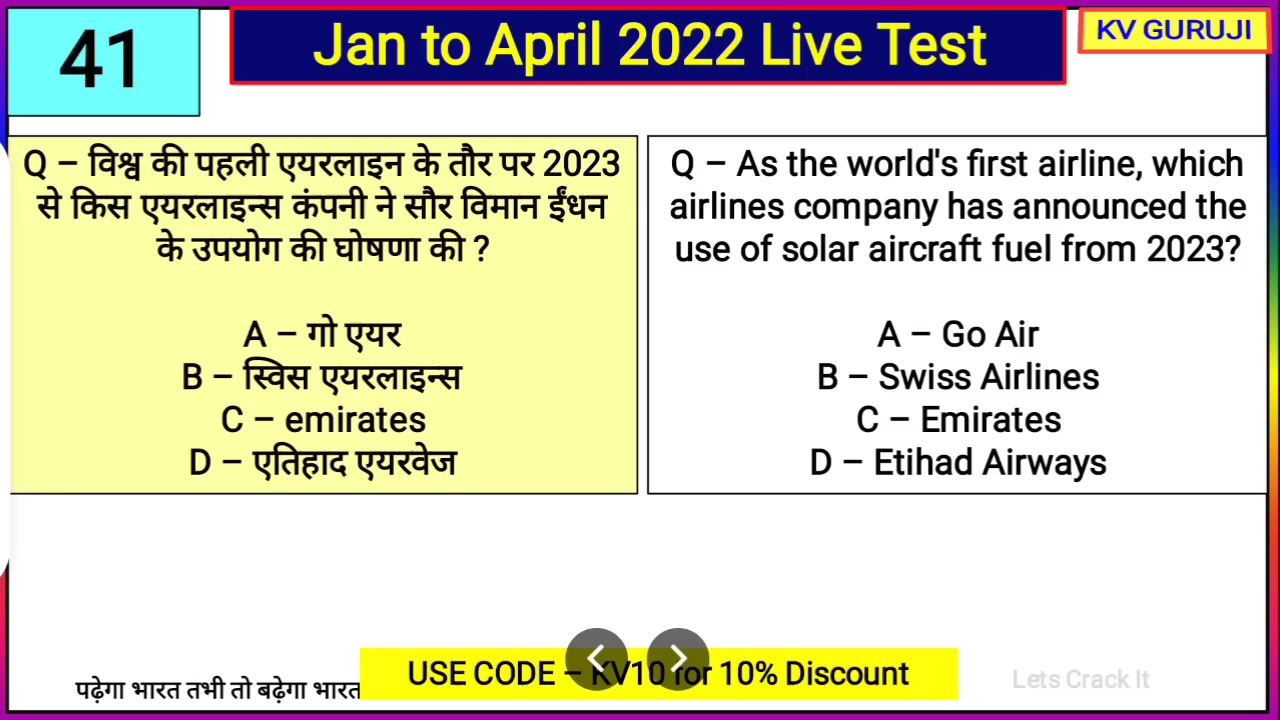 41
Jan to April 2022 Live Test
KV GURUJI
Q – विश्व की पहली एयरलाइन के तौर पर 2023
से किस एयरलाइन्स कंपनी ने सौर विमान ईंधन
के उपयोग की घोषणा की ?
A – गो एयर
B – स्विस एयरलाइन्स
C – emirates
D – एतिहाद एयरवेज
Q – As the world's first airline, which
airlines company has announced the
use of solar aircraft fuel from 2023?
A – Go Air
B – Swiss Airlines
C – Emirates
D – Etihad Airways
USE CODE – KV10 for 10% Discount
पढ़ेगा भारत तभी तो बढ़ेगा भारत
Lets Crack It